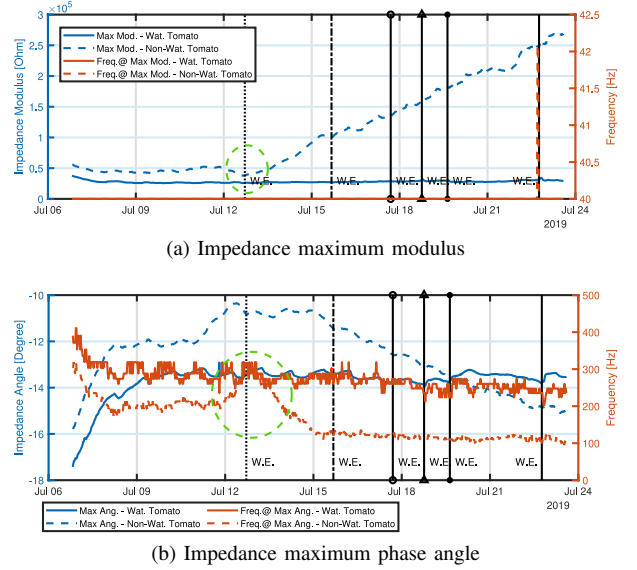 × 10⁵
3
2.5
2
1.5
1
0.5
0
Impedance Modulus [Ohm]
Max Mod. - Wat. Tomato
Max Mod. - Non-Wat. Tomato
Freq.@ Max Mod. - Wat. Tomato
Freq.@ Max Mod. - Non-Wat. Tomato
W.E. W.E. W.E. W.E. W.E. W.E.
42.5
42
41.5
41
40.5
40
Frequency [Hz]
Jul 06 Jul 09 Jul 12 Jul 15 Jul 18 Jul 21 Jul 24
2019
(a) Impedance maximum modulus
-10
-12
-14
-16
-18
Impedance Angle [Degree]
W.E. W.E. W.E. W.E. W.E. W.E.
500
400
300
200
100
0
Frequency [Hz]
Jul 06 Jul 09 Jul 12 Jul 15 Jul 18 Jul 21 Jul 24
2019
Max Ang. - Wat. Tomato Freq.@ Max Ang. - Wat. Tomato
Max Ang. - Non-Wat. Tomato Freq.@ Max Ang. - Non-Wat. Tomato
(b) Impedance maximum phase angle